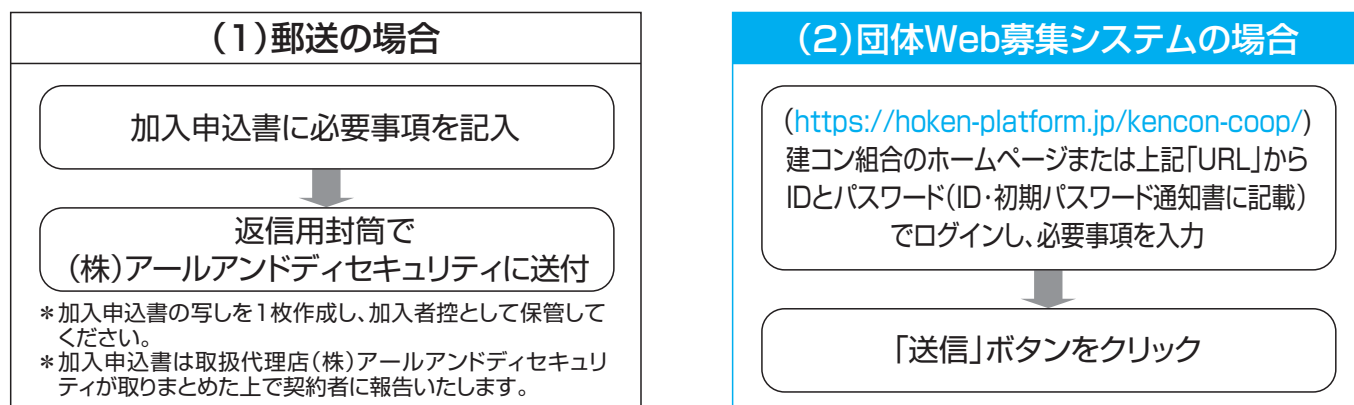 (1)郵送の場合
加入申込書に必要事項を記入
返信用封筒で
(株)アールアンドディセキュリティに送付
＊加入申込書の写しを1枚作成し、加入者控として保管して
ください。
＊加入申込書は取扱代理店(株)アールアンドディセキュリ
ティが取りまとめた上で契約者に報告いたします。
(2)団体Web募集システムの場合
(https://hoken-platform.jp/kencon-coop/)
建コン組合のホームページまたは上記「URL」から
IDとパスワード(ID・初期パスワード通知書に記載)
でログインし、必要事項を入力
「送信」ボタンをクリック